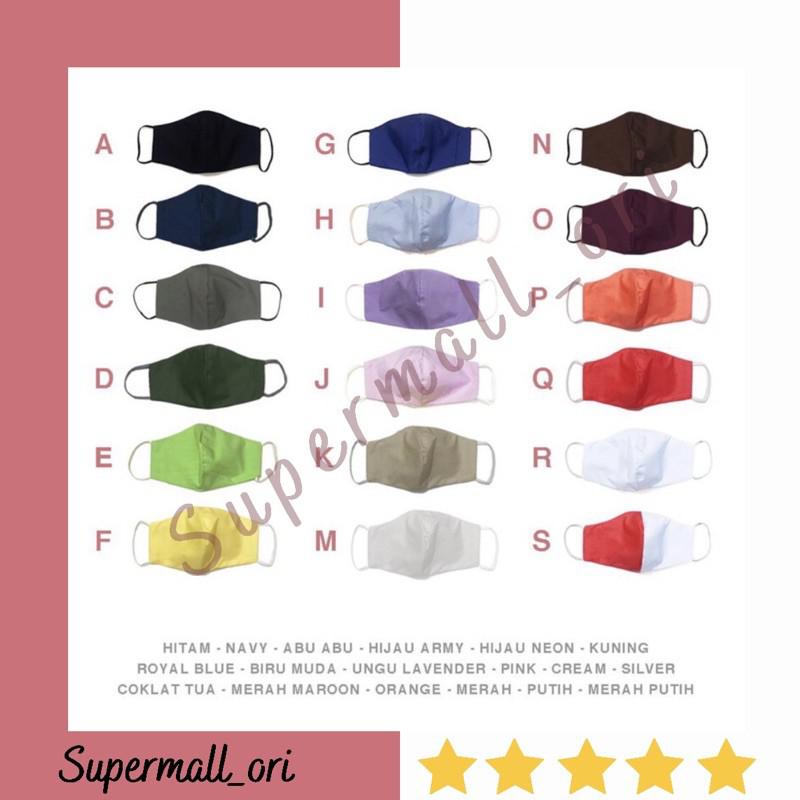 A
G
N
B
H
O
C
I
P
D
J
Q
E
K
R
F
M
S
Supermall_ori
HITAM - NAVY - ABU ABU - HIJAU ARMY - HIJAU NEON - KUNING
ROYAL BLUE - BIRU MUDA - UNGU LAVENDER - PINK - CREAM - SILVER
COKLAT TUA - MERAH MAROON - ORANGE - MERAH - PUTIH - MERAH PUTIH
Supermall_ori